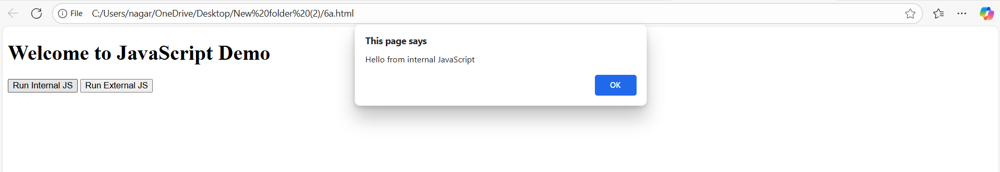 File C:/Users/nagar/OneDrive/Desktop/New%20folder%20(2)/6a.html
This page says
Hello from internal JavaScript
OK
Welcome to JavaScript Demo
Run Internal JS Run External JS